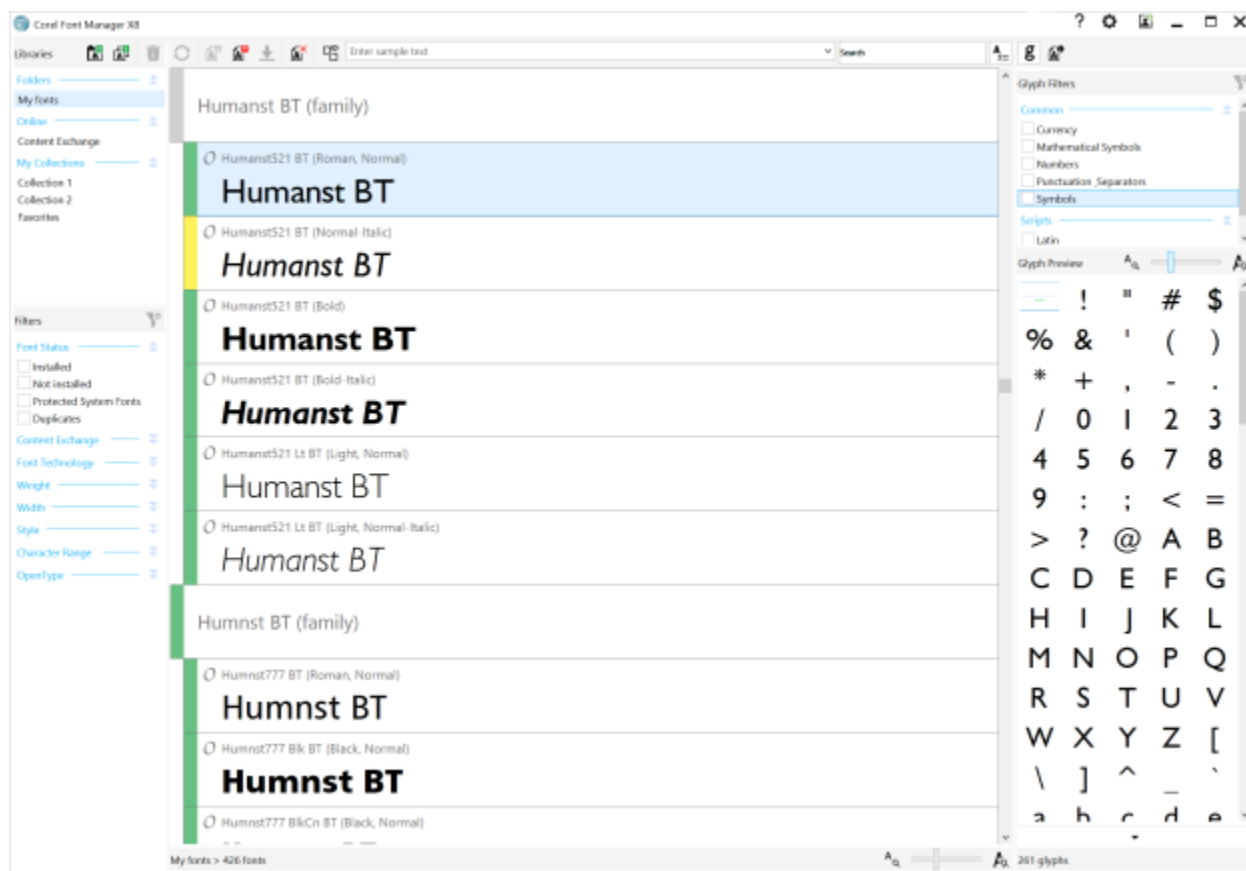 Corel Font Manager X8
?
Libraries
Enter sample text
Search
g
Folders
My fonts
Online
Content Exchange
My Collections
Collection 1
Collection 2
Favorites
Filters
Font Status
Installed
Not installed
Protected System Fonts
Duplicates
Content Exchange
Font Technology
Weight
Width
Style
Character Range
OpenType
Humanst BT (family)
Humanst521 BT (Roman, Normal)
Humanst BT
Humanst521 BT (Normal-Italic)
Humanst BT
Humanst521 BT (Bold)
Humanst BT
Humanst521 BT (Bold-Italic)
Humanst BT
Humanst521 Lt BT (Light, Normal)
Humanst BT
Humanst521 Lt BT (Light, Normal-Italic)
Humanst BT
Humnst BT (family)
Humnst777 BT (Roman, Normal)
Humnst BT
Humnst777 Blk BT (Black, Normal)
Humnst BT
Humnst777 BlkCn BT (Black, Normal)
My fonts > 426 fonts
Glyph Filters
Common
Currency
Mathematical Symbols
Numbers
Punctuation_Separators
Symbols
Scripts
Latin
Glyph Preview
! " # $
% & ' ( )
* + , - .
/ 0 1 2 3
4 5 6 7 8
9 : ; < =
> ? @ A B
C D E F G
H I J K L
M N O P Q
R S T U V
W X Y Z [
\ ] ^ _ `
a b c d e
261 glyphs